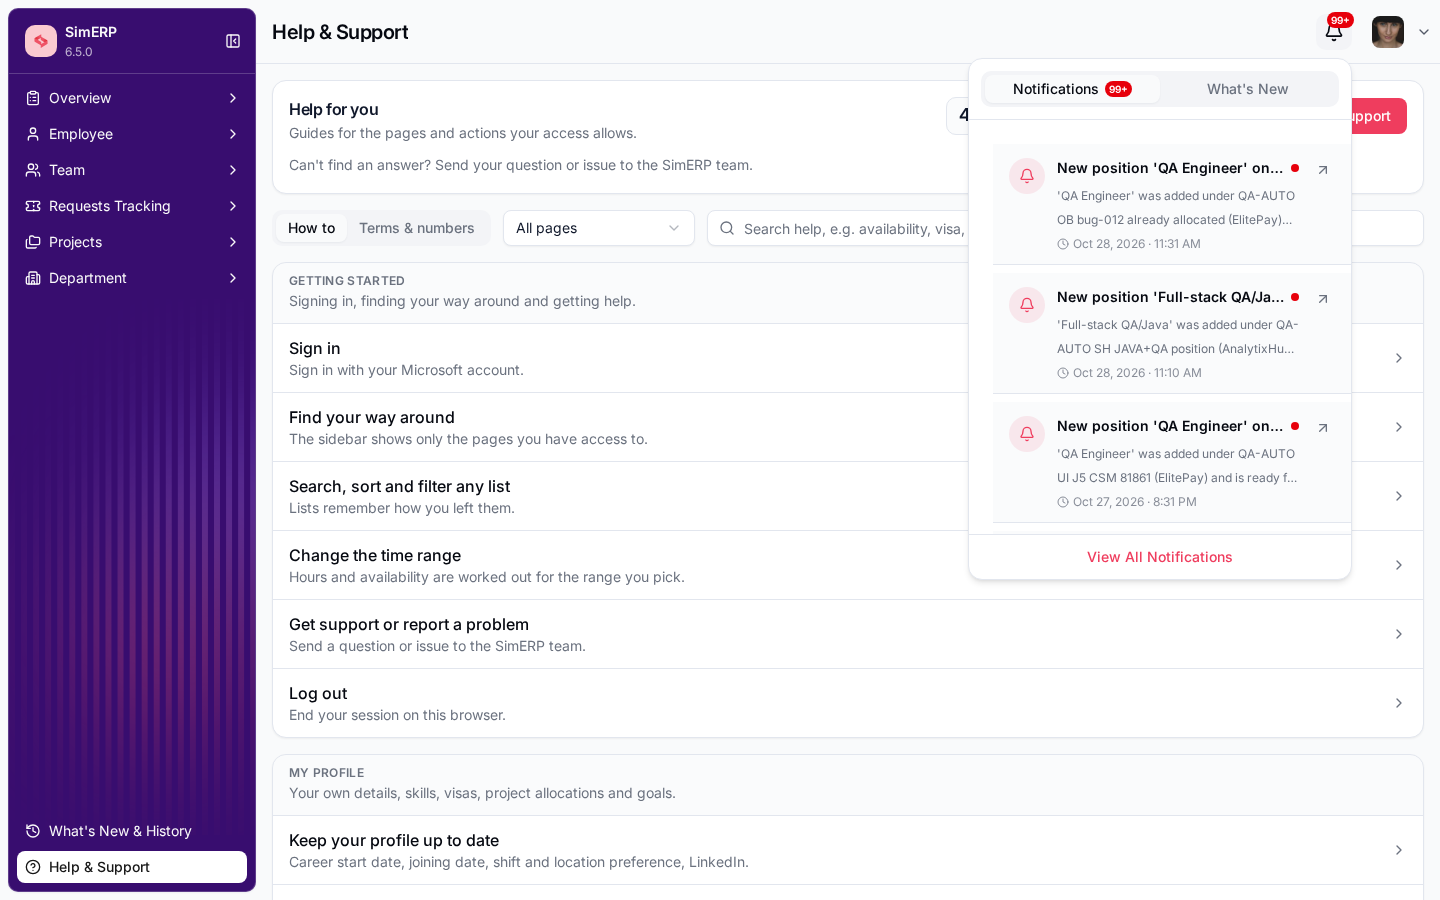 SimERP
6.5.0
Overview
Employee
Team
Requests Tracking
Projects
Department
What's New & History
Help & Support
Help & Support
99+
Help for you
Guides for the pages and actions your access allows.
Can't find an answer? Send your question or issue to the SimERP team.
How to
Terms & numbers
All pages
Search help, e.g. availability, visa,
GETTING STARTED
Signing in, finding your way around and getting help.
Sign in
Sign in with your Microsoft account.
Find your way around
The sidebar shows only the pages you have access to.
Search, sort and filter any list
Lists remember how you left them.
Change the time range
Hours and availability are worked out for the range you pick.
Get support or report a problem
Send a question or issue to the SimERP team.
Log out
End your session on this browser.
MY PROFILE
Your own details, skills, visas, project allocations and goals.
Keep your profile up to date
Career start date, joining date, shift and location preference, LinkedIn.
Notifications 99+
What's New
New position 'QA Engineer' on...
'QA Engineer' was added under QA-AUTO
OB bug-012 already allocated (ElitePay)...
Oct 28, 2026 · 11:31 AM
New position 'Full-stack QA/Ja...
'Full-stack QA/Java' was added under QA-
AUTO SH JAVA+QA position (AnalytixHu...
Oct 28, 2026 · 11:10 AM
New position 'QA Engineer' on...
'QA Engineer' was added under QA-AUTO
UI J5 CSM 81861 (ElitePay) and is ready f...
Oct 27, 2026 · 8:31 PM
View All Notifications